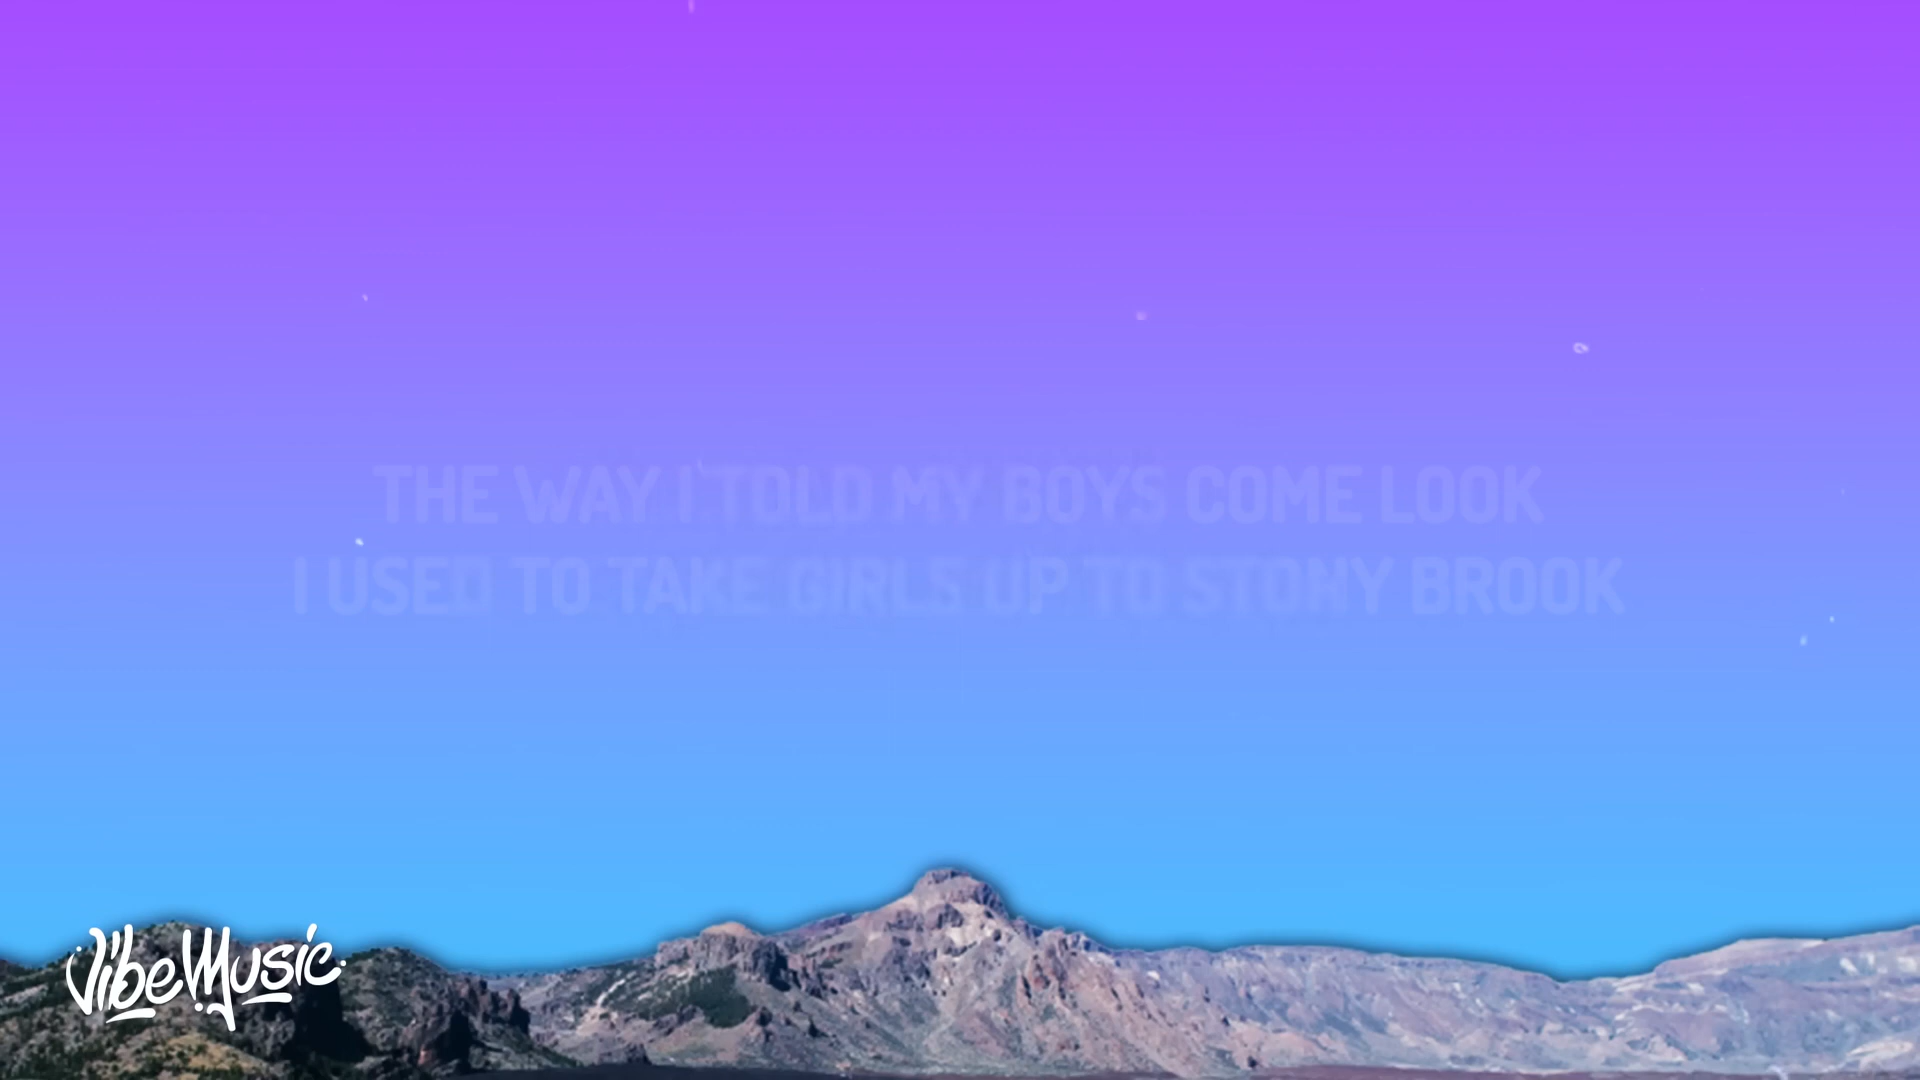 THE WAY I TOLD MY BOYS COME LOOK
I USED TO TAKE GIRLS UP TO STONY BROOK
VibeMusic